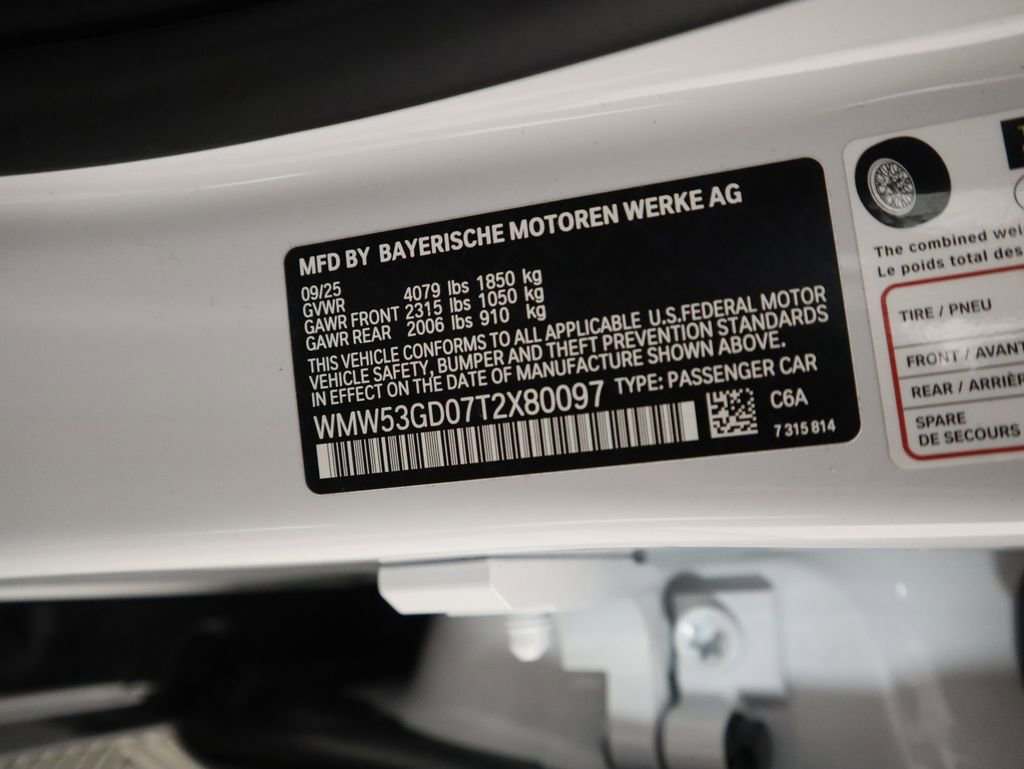 MFD BY BAYERISCHE MOTOREN WERKE AG
09/25
GVWR 4079 lbs 1850 kg
GAWR FRONT 2315 lbs 1050 kg
GAWR REAR 2006 lbs 910 kg
THIS VEHICLE CONFORMS TO ALL APPLICABLE U.S.FEDERAL MOTOR
VEHICLE SAFETY, BUMPER AND THEFT PREVENTION STANDARDS
IN EFFECT ON THE DATE OF MANUFACTURE SHOWN ABOVE.
WMW53GD07T2X80097 TYPE: PASSENGER CAR
C6A
7 315 814
The combined wei
Le poids total des
TIRE / PNEU
FRONT / AVANT
REAR / ARRIÈR
SPARE
DE SECOURS